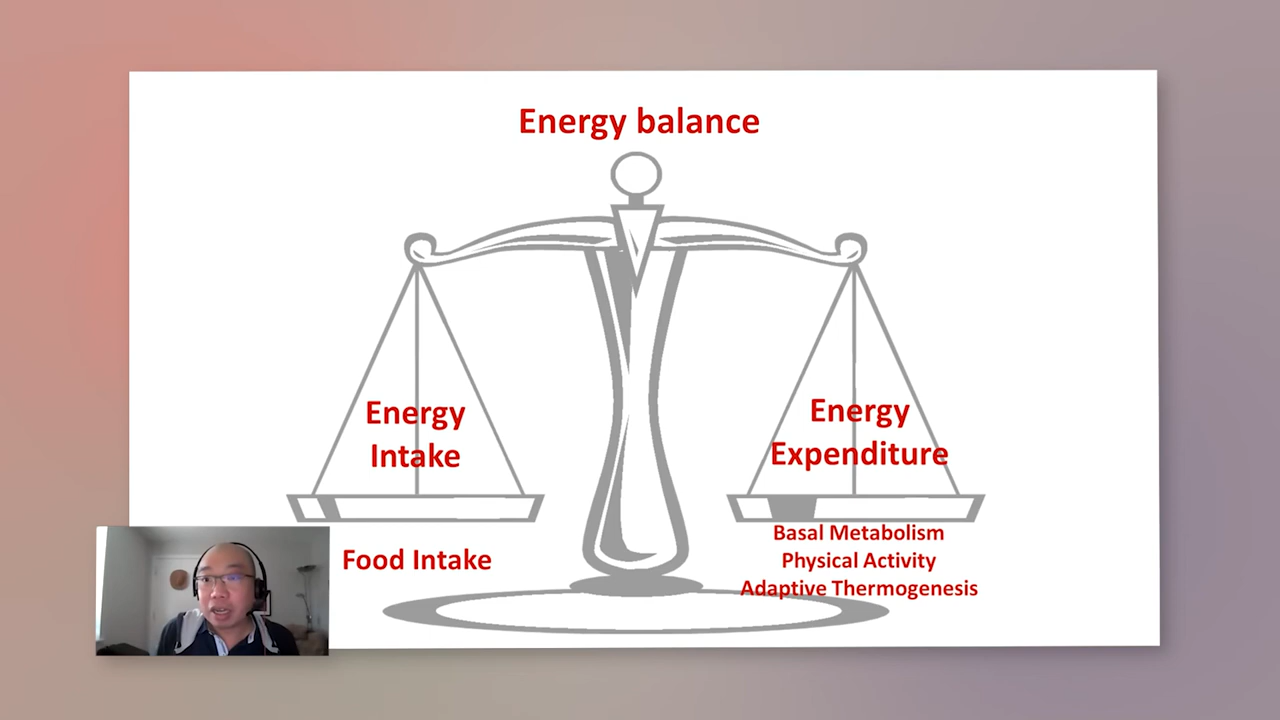 Energy balance
Energy
Intake
Food Intake
Energy
Expenditure
Basal Metabolism
Physical Activity
Adaptive Thermogenesis